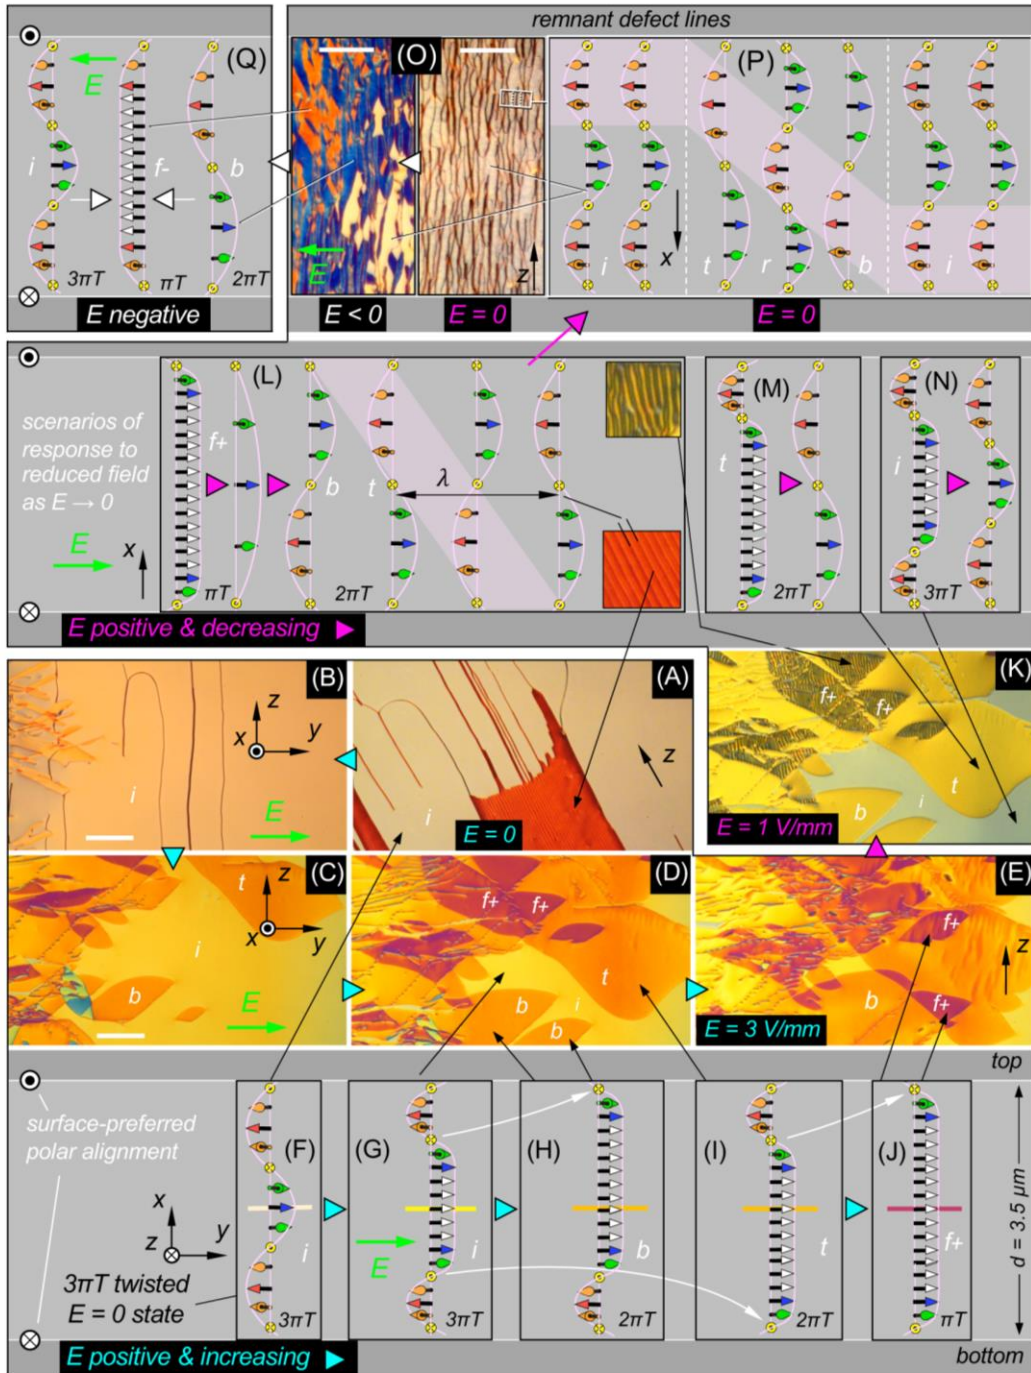 remnant defect lines
(Q)
E
i
f-
b
3πT
πT
2πT
E negative
(O)
E
z
E < 0
E = 0
(P)
i
x
t
r
b
i
E = 0
scenarios of
response to
reduced field
as E → 0
E
x
(L)
f+
b
t
λ
πT
2πT
(M)
t
2πT
(N)
i
3πT
E positive & decreasing
(B)
z
x
y
i
E
(A)
z
i
E = 0
(K)
f+
f+
t
b
i
E = 1 V/mm
(C)
t
z
x
y
i
b
E
(D)
f+
f+
t
b
i
b
(E)
f+
z
b
f+
E = 3 V/mm
top
surface-preferred
polar alignment
x
z
y
3πT twisted
E = 0 state
(F)
i
3πT
(G)
E
i
3πT
(H)
b
2πT
(I)
t
2πT
(J)
f+
πT
d = 3.5 μm
E positive & increasing
bottom